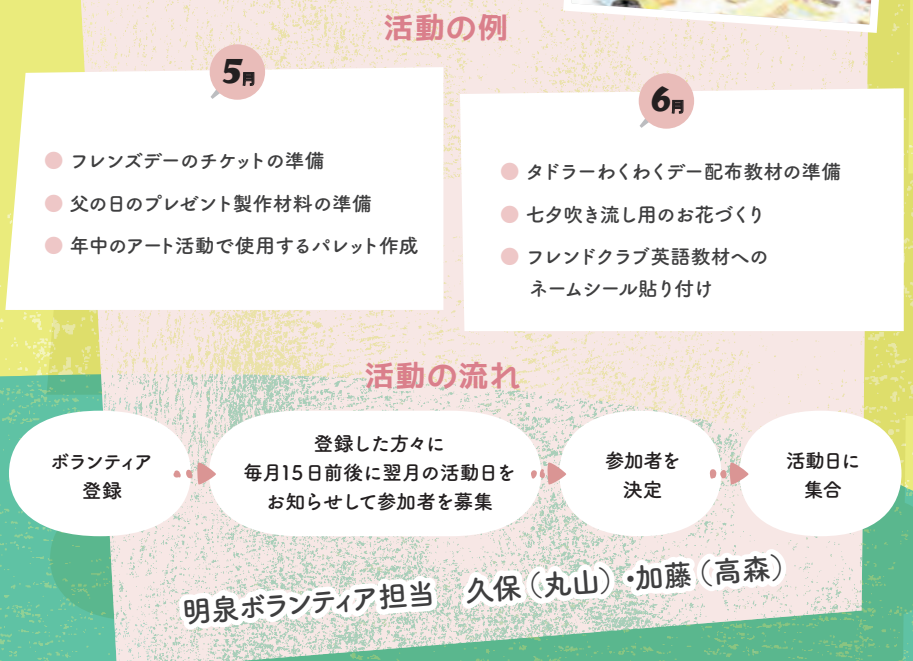 活動の例
5月
フレンズデーのチケットの準備
父の日のプレゼント製作材料の準備
年中のアート活動で使用するパレット作成
6月
タドラーわくわくデー配布教材の準備
七夕吹き流し用のお花づくり
フレンドクラブ英語教材への
ネームシール貼り付け
活動の流れ
ボランティア
登録
登録した方々に
毎月15日前後に翌月の活動日を
お知らせして参加者を募集
参加者を
決定
活動日に
集合
明泉ボランティア担当 久保(丸山)・加藤(高森)